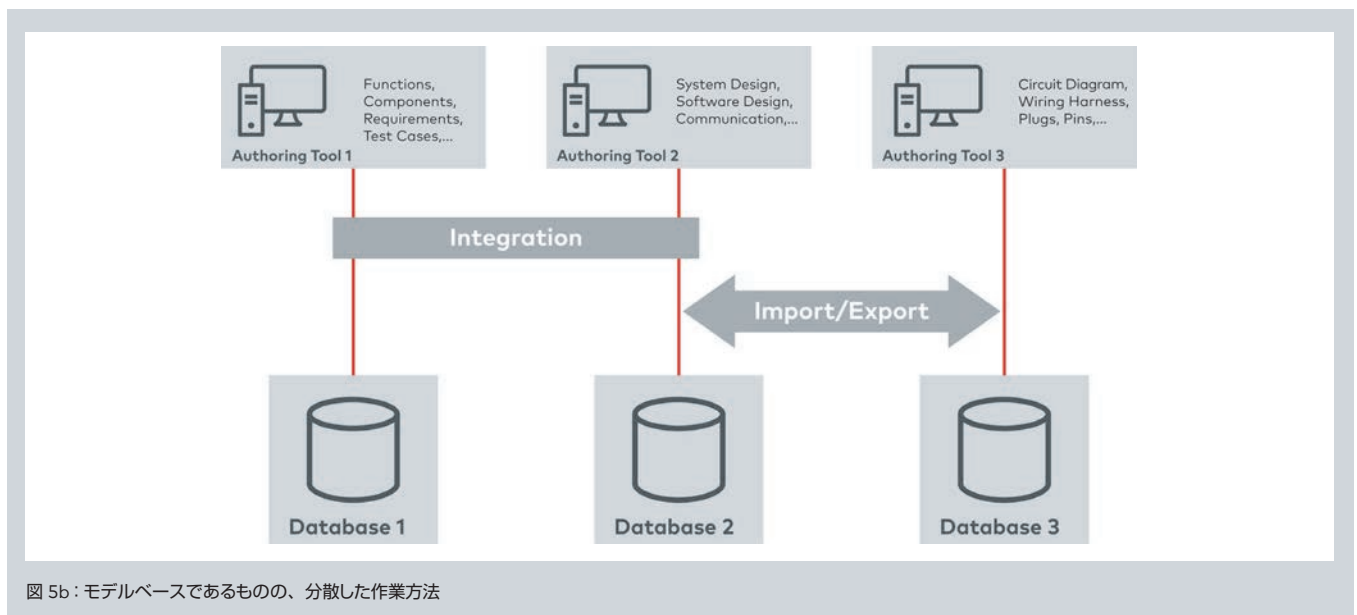 Functions,
Components,
Requirements,
Test Cases,...
Authoring Tool 1
System Design,
Software Design,
Communication,...
Authoring Tool 2
Circuit Diagram,
Wiring Harness,
Plugs, Pins,...
Authoring Tool 3
Integration
Import/Export
Database 1
Database 2
Database 3
図 5b：モデルベースであるものの、分散した作業方法